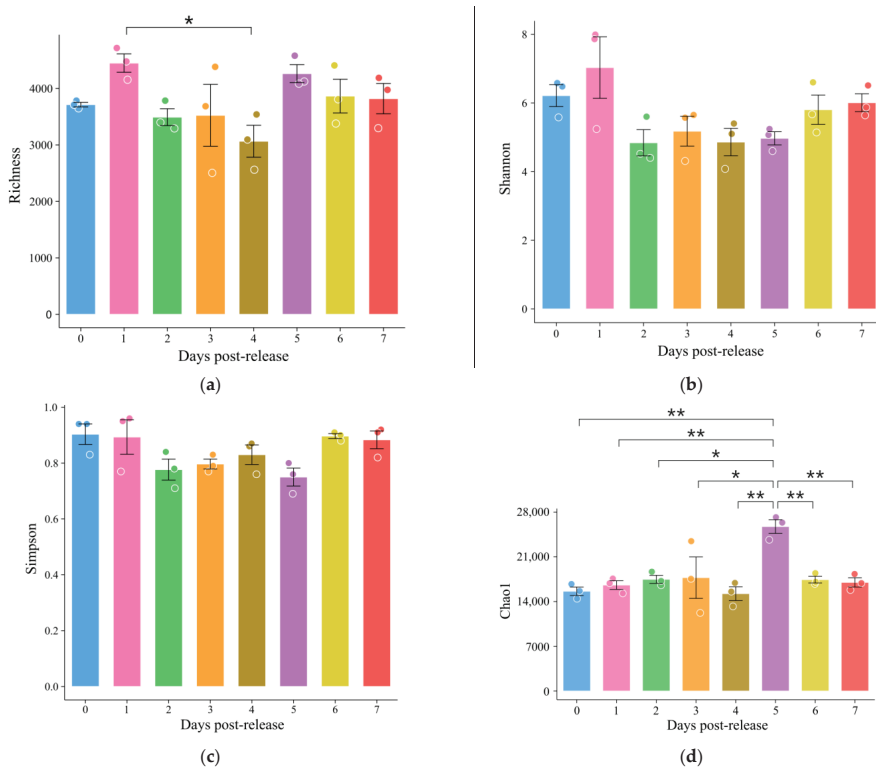 *
4000
3000
2000
1000
0
Richness
0 1 2 3 4 5 6 7
Days post-release
(a)
8
6
4
2
0
Shannon
0 1 2 3 4 5 6 7
Days post-release
(b)
1.0
0.8
0.6
0.4
0.2
0.0
Simpson
0 1 2 3 4 5 6 7
Days post-release
(c)
**
**
*
* **
** **
28,000
21,000
14,000
7000
0
Chao1
0 1 2 3 4 5 6 7
Days post-release
(d)